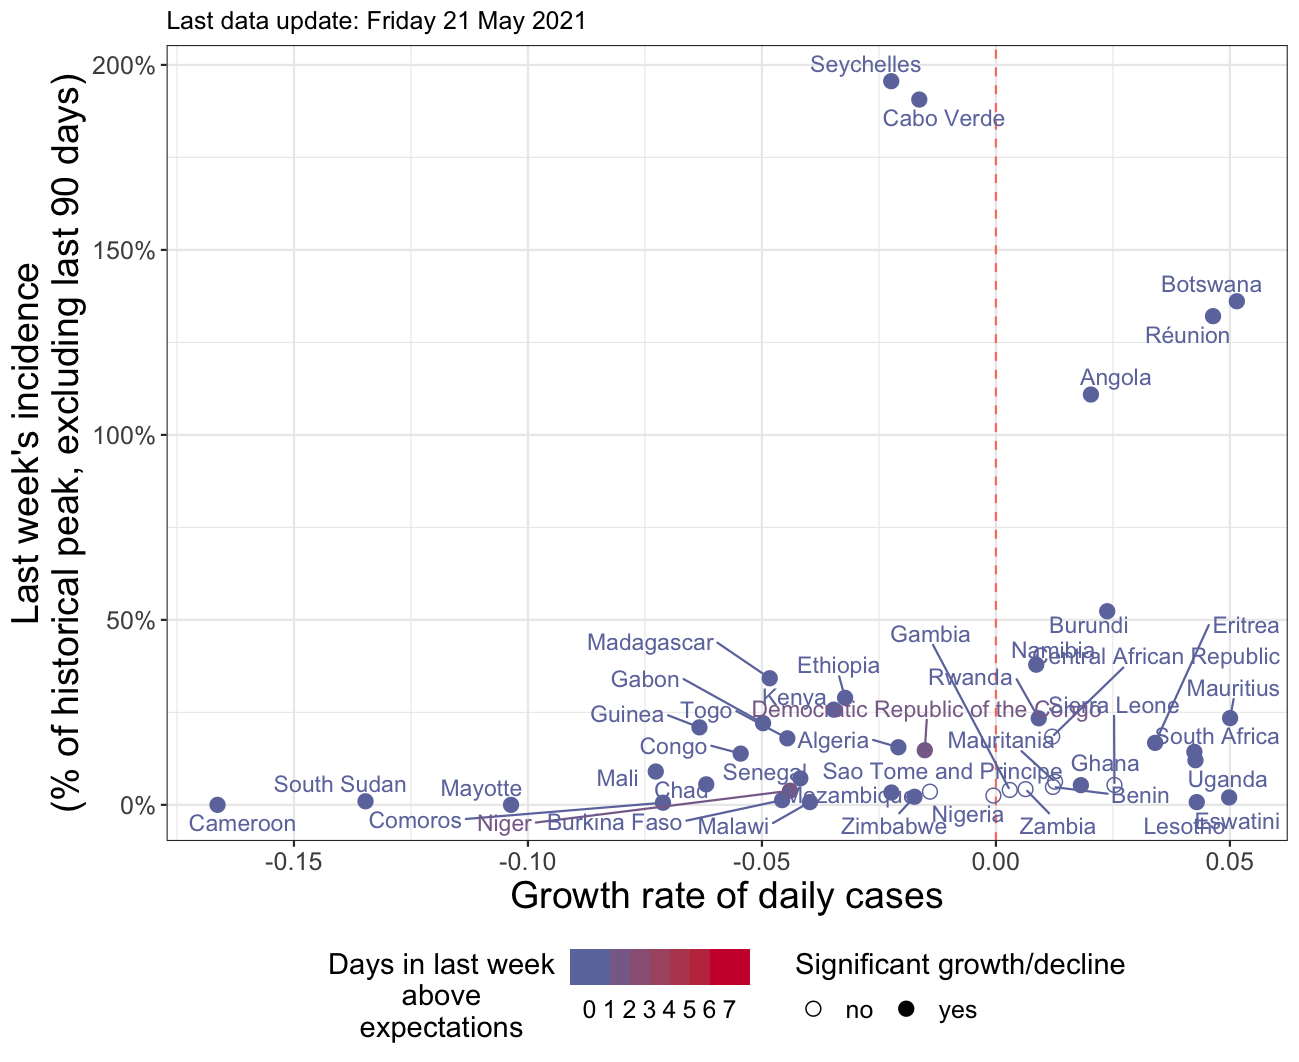 Last data update: Friday 21 May 2021
Last week's incidence
(% of historical peak, excluding last 90 days)
200%
150%
100%
50%
0%
Seychelles
Cabo Verde
Botswana
Réunion
Angola
Burundi
Eritrea
Gambia
Madagascar
Namibia
Central African Republic
Ethiopia
Gabon
Rwanda
Mauritius
Kenya
Sierra Leone
Guinea
Togo
Democratic Republic of the Congo
South Africa
Congo
Algeria
Mauritania
Ghana
Mali
Senegal
Sao Tome and Principe
Uganda
South Sudan
Mayotte
Chad
Mozambique
Benin
Cameroon
Comoros
Niger
Burkina Faso
Malawi
Zimbabwe
Nigeria
Zambia
Lesotho
Eswatini
-0.15
-0.10
-0.05
0.00
0.05
Growth rate of daily cases
Days in last week
above
expectations
0 1 2 3 4 5 6 7
Significant growth/decline
no
yes